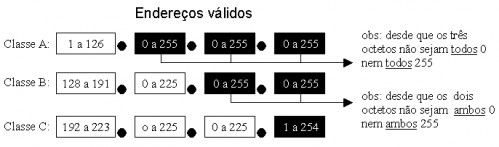 Endereços válidos
Classe A: 1 a 126 0 a 255 0 a 255 0 a 255
obs: desde que os três
octetos não sejam todos 0
nem todos 255
Classe B: 128 a 191 0 a 225 0 a 255 0 a 255
obs: desde que os dois
octetos não sejam ambos 0
nem ambos 255
Classe C: 192 a 223 o a 225 0 a 225 1 a 254